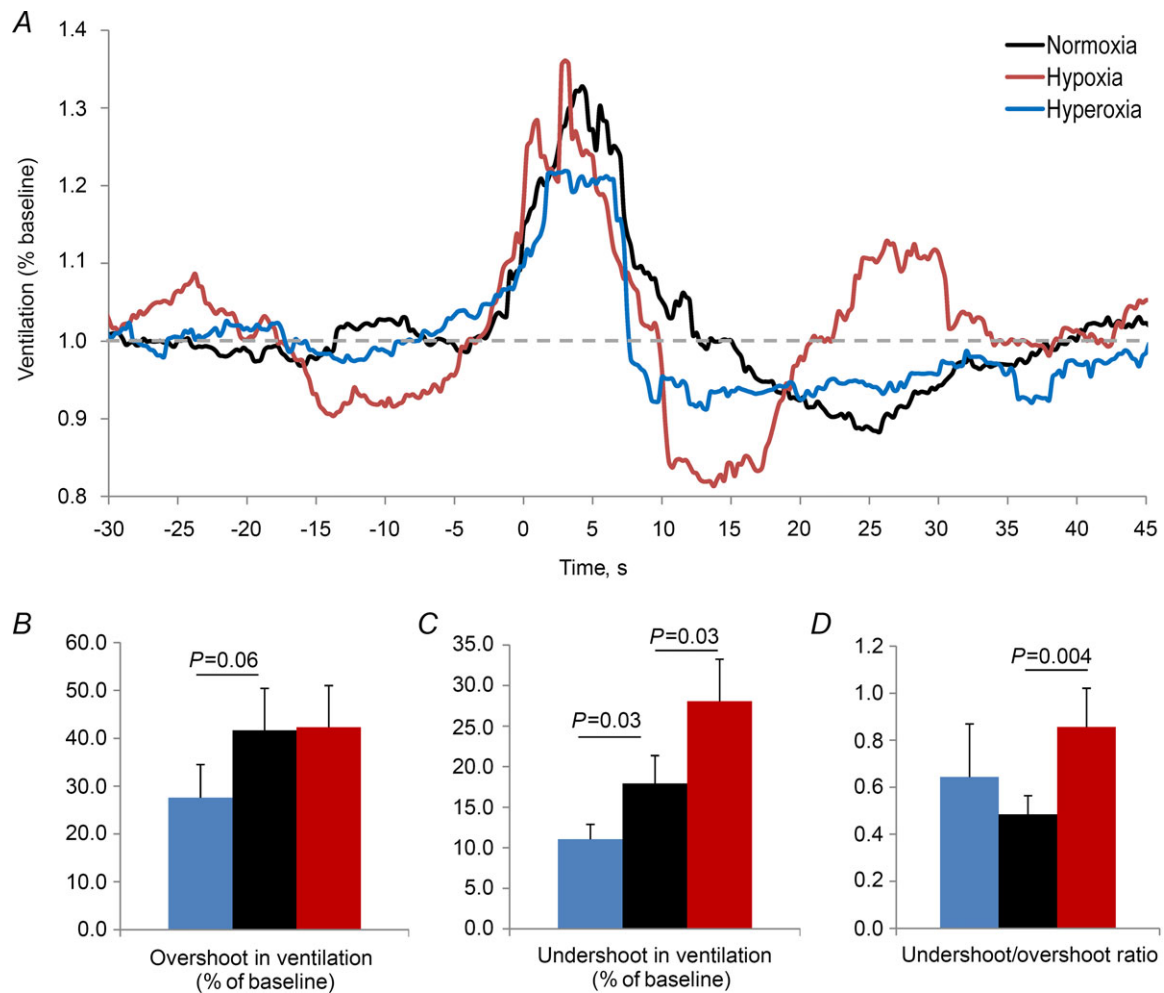 A
1.4
1.3
1.2
1.1
1.0
0.9
0.8
Ventilation (% baseline)
Normoxia
Hypoxia
Hyperoxia
-30 -25 -20 -15 -10 -5 0 5 10 15 20 25 30 35 40 45
Time, s
B
60.0
50.0
40.0
30.0
20.0
10.0
0.0
P=0.06
Overshoot in ventilation
(% of baseline)
C
35.0
30.0
25.0
20.0
15.0
10.0
5.0
0.0
P=0.03
P=0.03
Undershoot in ventilation
(% of baseline)
D
1.2
1.0
0.8
0.6
0.4
0.2
0.0
P=0.004
Undershoot/overshoot ratio